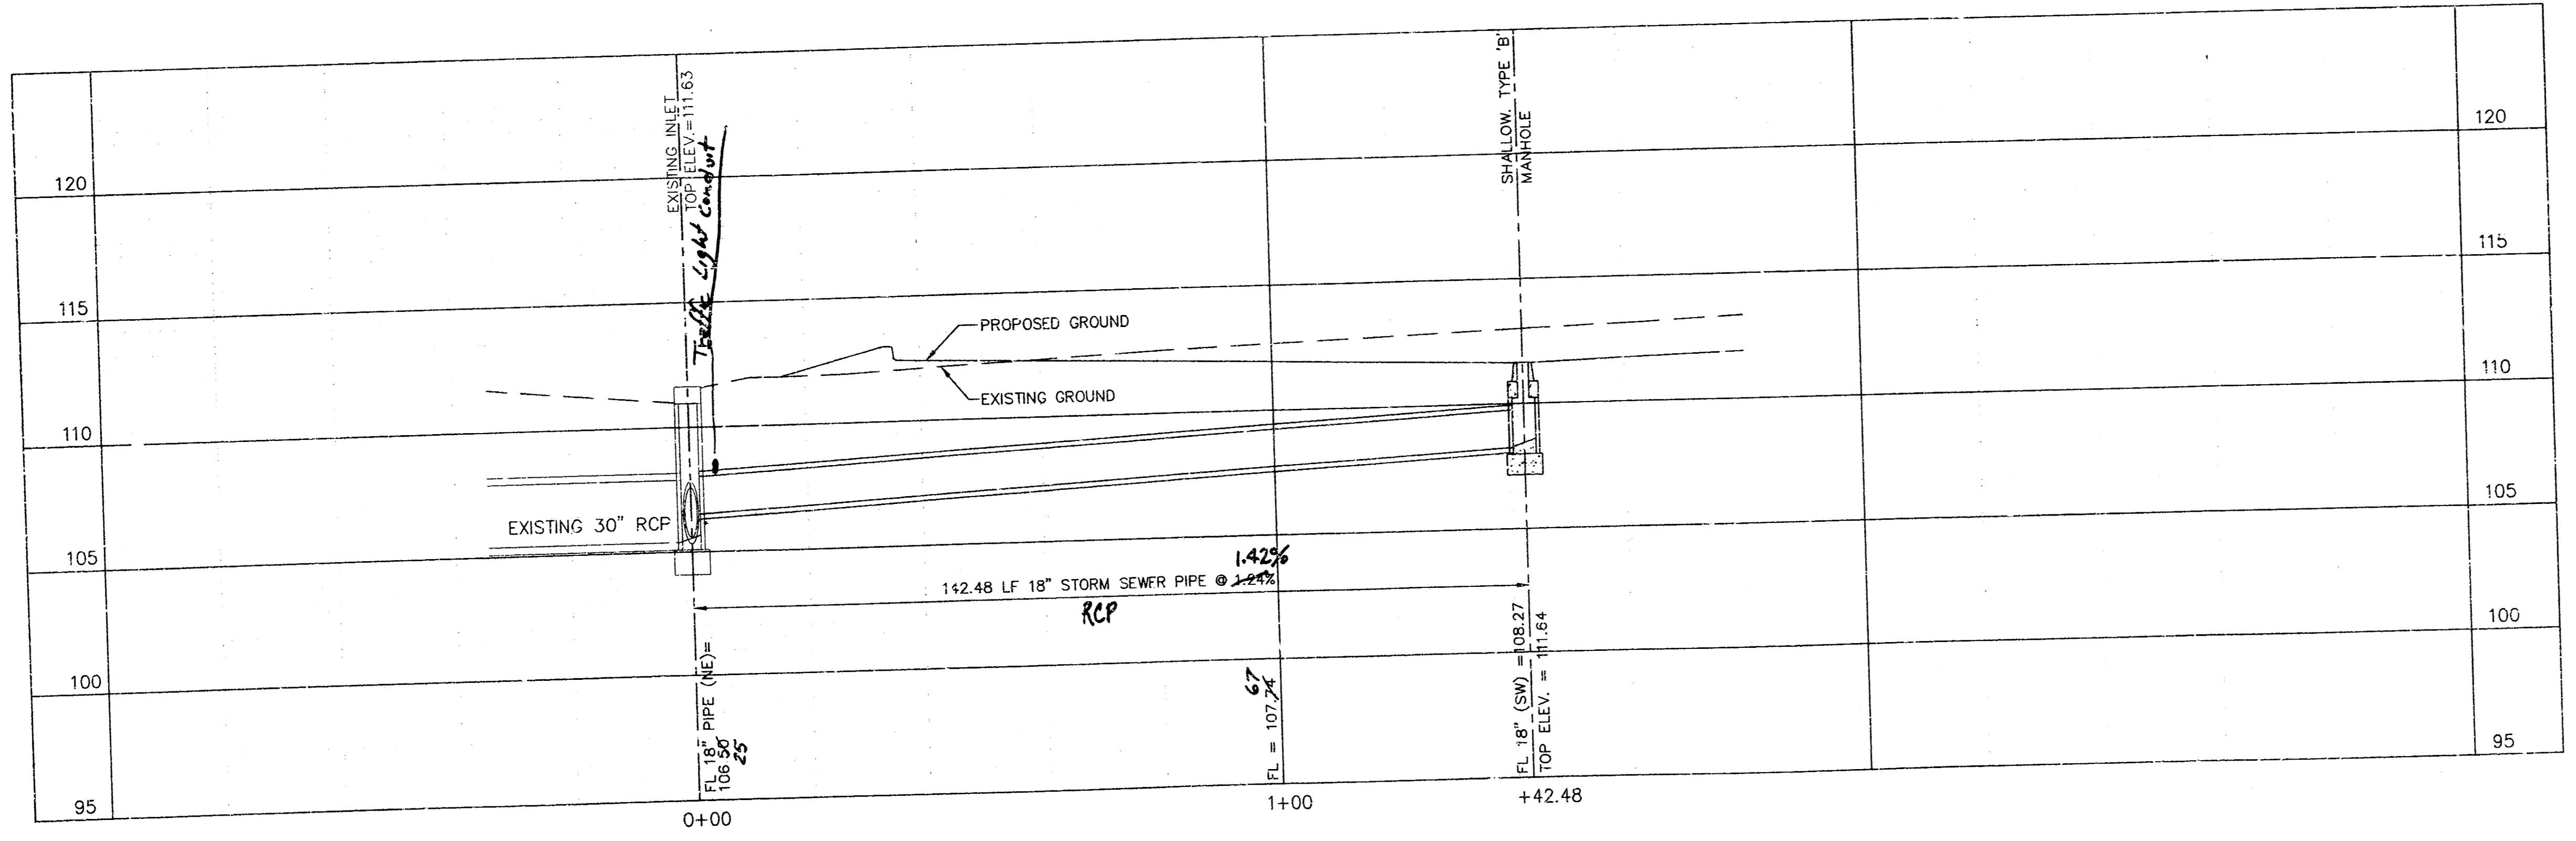 EXISTING INLET
TOP ELEV.=111.63
Traffic Light Conduit
SHALLOW TYPE 'B'
MANHOLE
120
120
115
115
PROPOSED GROUND
EXISTING GROUND
110
110
EXISTING 30" RCP
105
105
1.42%
142.48 LF 18" STORM SEWER PIPE @ 1.24%
RCP
100
100
FL 18" PIPE (NE)=
106.50
25
67
FL = 107.74
FL 18" (SW) =108.27
TOP ELEV. = 111.64
95
95
0+00
1+00
+42.48